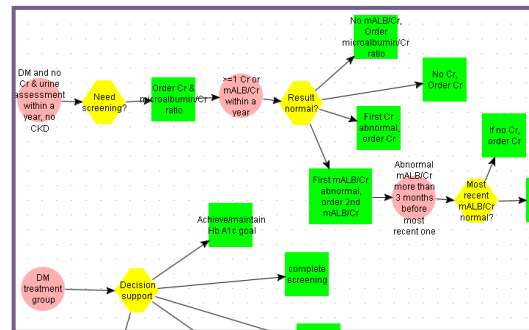 No mALB/Cr,
Order
microalbumin/Cr
ratio
DM and no
Cr & urine
assessment
within a
year, no
CKD
Need
screening?
Order Cr &
microalbumin/Cr
ratio
>=1 Cr or
mALB/Cr
within a
year
Result
normal?
No Cr,
Order Cr
First Cr
abnormal,
order Cr
If no Cr,
order Cr
First mALB/Cr
abnormal,
order 2nd
mALB/Cr
Abnormal
mALB/Cr
more than
3 months
before
most
recent one
Most
recent
mALB/Cr
normal?
Achieve/maintain
Hb A1c goal
DM
treatment
group
Decision
support
complete
screening